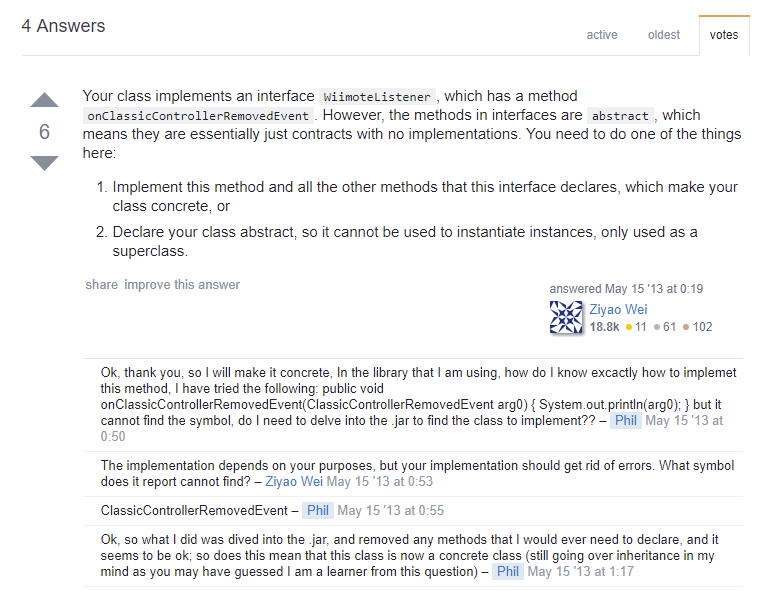 4 Answers
active oldest votes
Your class implements an interface WiimoteListener , which has a method
onClassicControllerRemovedEvent . However, the methods in interfaces are abstract , which
6
means they are essentially just contracts with no implementations. You need to do one of the things
here:
1. Implement this method and all the other methods that this interface declares, which make your
class concrete, or
2. Declare your class abstract, so it cannot be used to instantiate instances, only used as a
superclass.
share improve this answer
answered May 15 '13 at 0:19
Ziyao Wei
18.8k 11 61 102
Ok, thank you, so I will make it concrete, In the library that I am using, how do I know excactly how to implemet
this method, I have tried the following: public void
onClassicControllerRemovedEvent(ClassicControllerRemovedEvent arg0) { System.out.println(arg0); } but it
cannot find the symbol, do I need to delve into the .jar to find the class to implement?? – Phil May 15 '13 at
0:50
The implementation depends on your purposes, but your implementation should get rid of errors. What symbol
does it report cannot find? – Ziyao Wei May 15 '13 at 0:53
ClassicControllerRemovedEvent – Phil May 15 '13 at 0:55
Ok, so what I did was dived into the .jar, and removed any methods that I would ever need to declare, and it
seems to be ok; so does this mean that this class is now a concrete class (still going over inheritance in my
mind as you may have guessed I am a learner from this question) – Phil May 15 '13 at 1:17